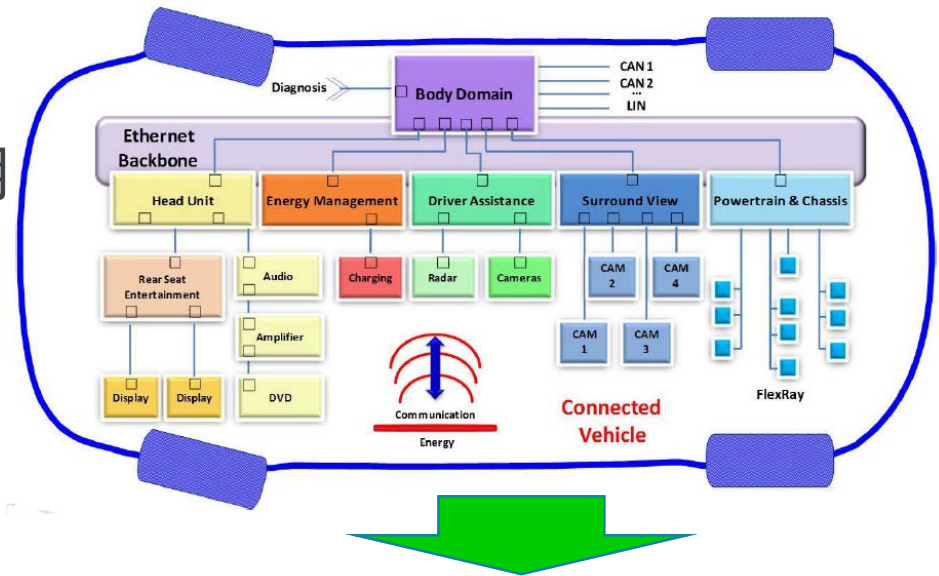 Diagnosis
Body Domain
CAN 1
CAN 2
...
LIN
Ethernet
Backbone
Head Unit
Energy Management
Driver Assistance
Surround View
Powertrain & Chassis
Rear Seat
Entertainment
Audio
Charging
Radar
Cameras
CAM
2
CAM
4
Amplifier
CAM
1
CAM
3
Display
Display
DVD
FlexRay
Communication
Energy
Connected
Vehicle